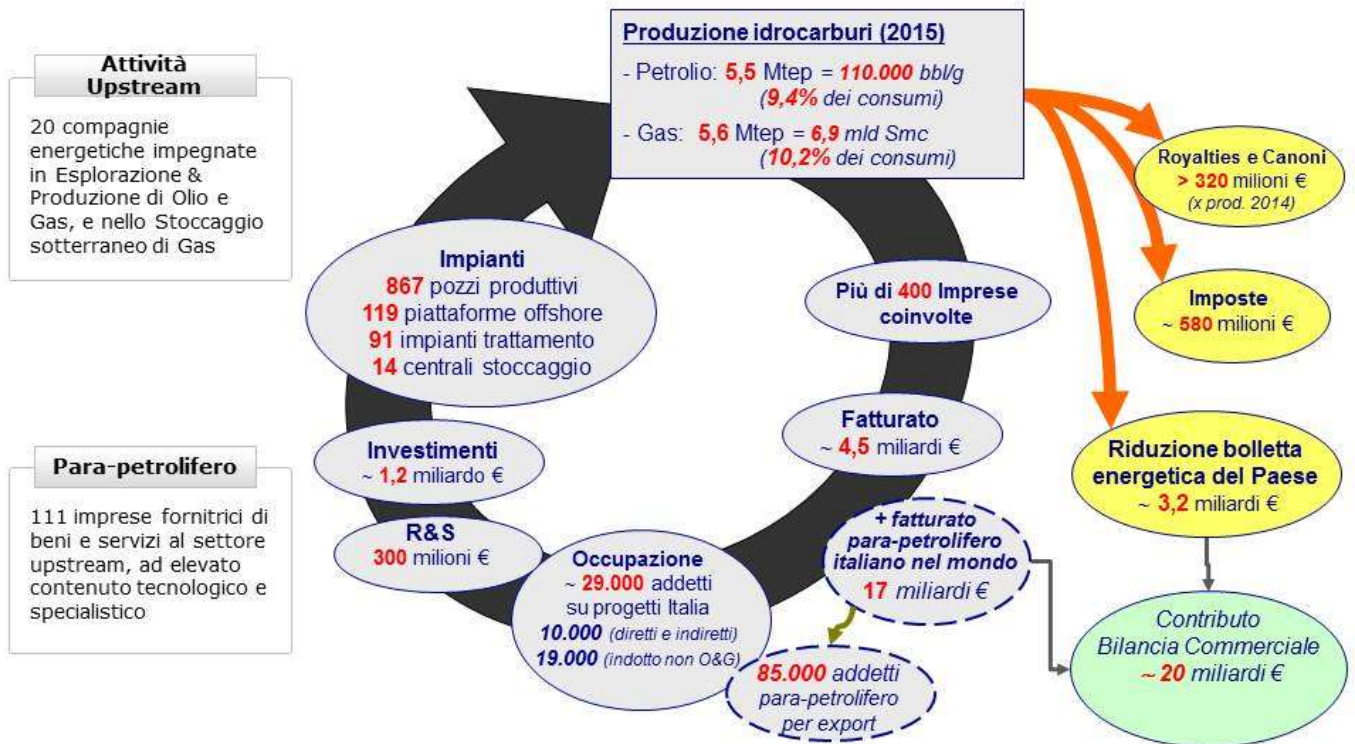 Attività
Upstream
20 compagnie
energetiche impegnate
in Esplorazione &
Produzione di Olio e
Gas, e nello Stoccaggio
sotterraneo di Gas
Para-petrolifero
111 imprese fornitrici di
beni e servizi al settore
upstream, ad elevato
contenuto tecnologico e
specialistico
Produzione idrocarburi (2015)
- Petrolio: 5,5 Mtep = 110.000 bbl/g
(9,4% dei consumi)
- Gas: 5,6 Mtep = 6,9 mld Smc
(10,2% dei consumi)
Impianti
867 pozzi produttivi
119 piattaforme offshore
91 impianti trattamento
14 centrali stoccaggio
Investimenti
~ 1,2 miliardo €
R&S
300 milioni €
Occupazione
~ 29.000 addetti
su progetti Italia
10.000 (diretti e indiretti)
19.000 (indotto non O&G)
Più di 400 Imprese
coinvolte
Fatturato
~ 4,5 miliardi €
+ fatturato
para-petrolifero
italiano nel mondo
17 miliardi €
85.000 addetti
para-petrolifero
per export
Royalties e Canoni
> 320 milioni €
(x prod. 2014)
Imposte
~ 580 milioni €
Riduzione bolletta
energetica del Paese
~ 3,2 miliardi €
Contributo
Bilancia Commerciale
~ 20 miliardi €